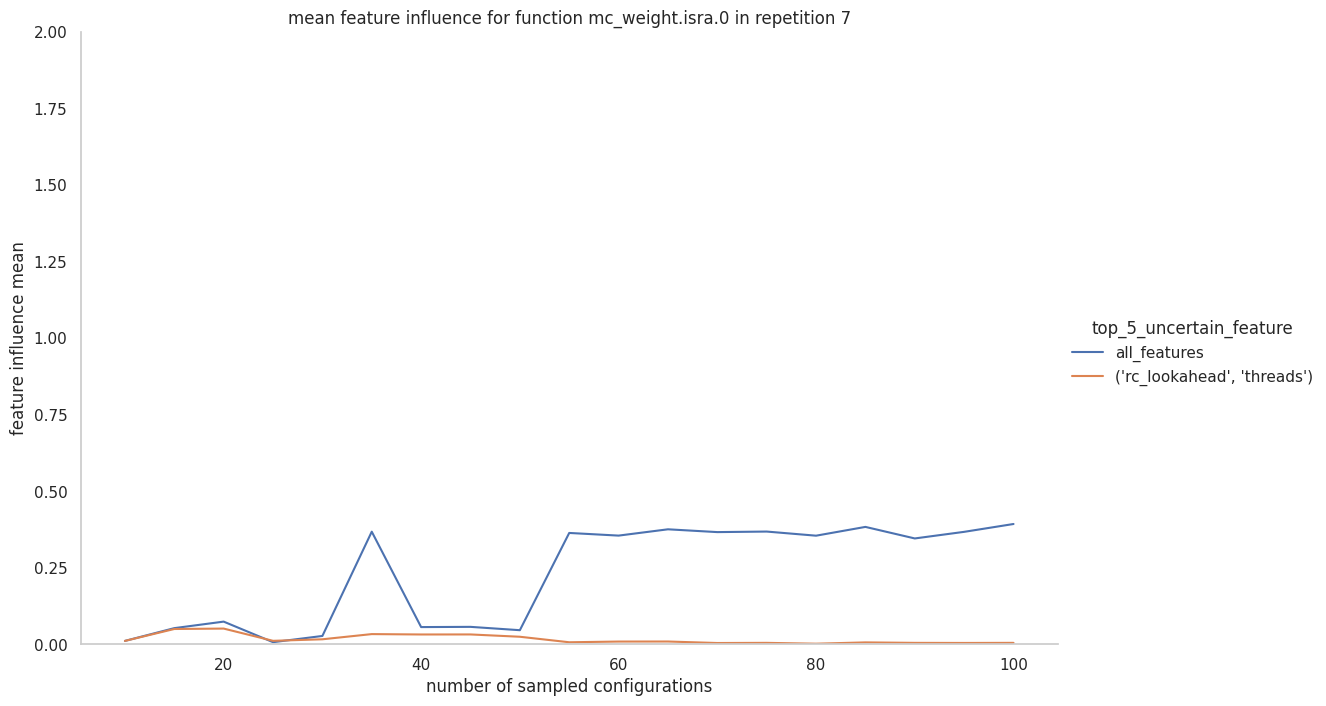 mean feature influence for function mc_weight.isra.0 in repetition 7
2.00
1.75
1.50
1.25
1.00
0.75
0.50
0.25
0.00
feature influence mean
20
40
60
80
100
number of sampled configurations
top_5_uncertain_feature
all_features
('rc_lookahead', 'threads')